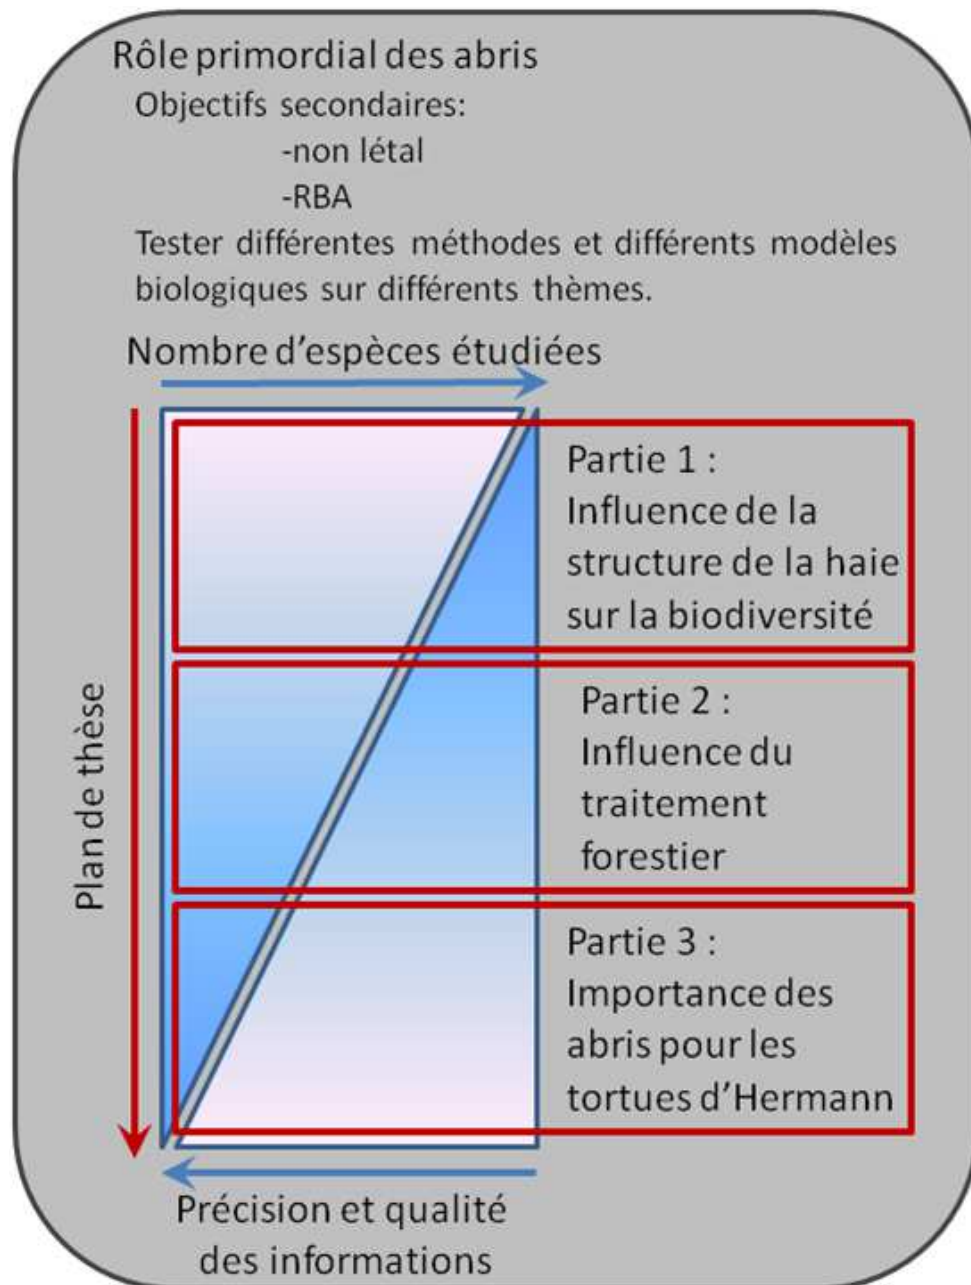 Rôle primordial des abris
Objectifs secondaires:
-non létal
-RBA
Tester différentes méthodes et différents modèles
biologiques sur différents thèmes.
Nombre d'espèces étudiées
Plan de thèse
Partie 1 :
Influence de la
structure de la haie
sur la biodiversité
Partie 2 :
Influence du
traitement
forestier
Partie 3 :
Importance des
abris pour les
tortues d'Hermann
Précision et qualité
des informations